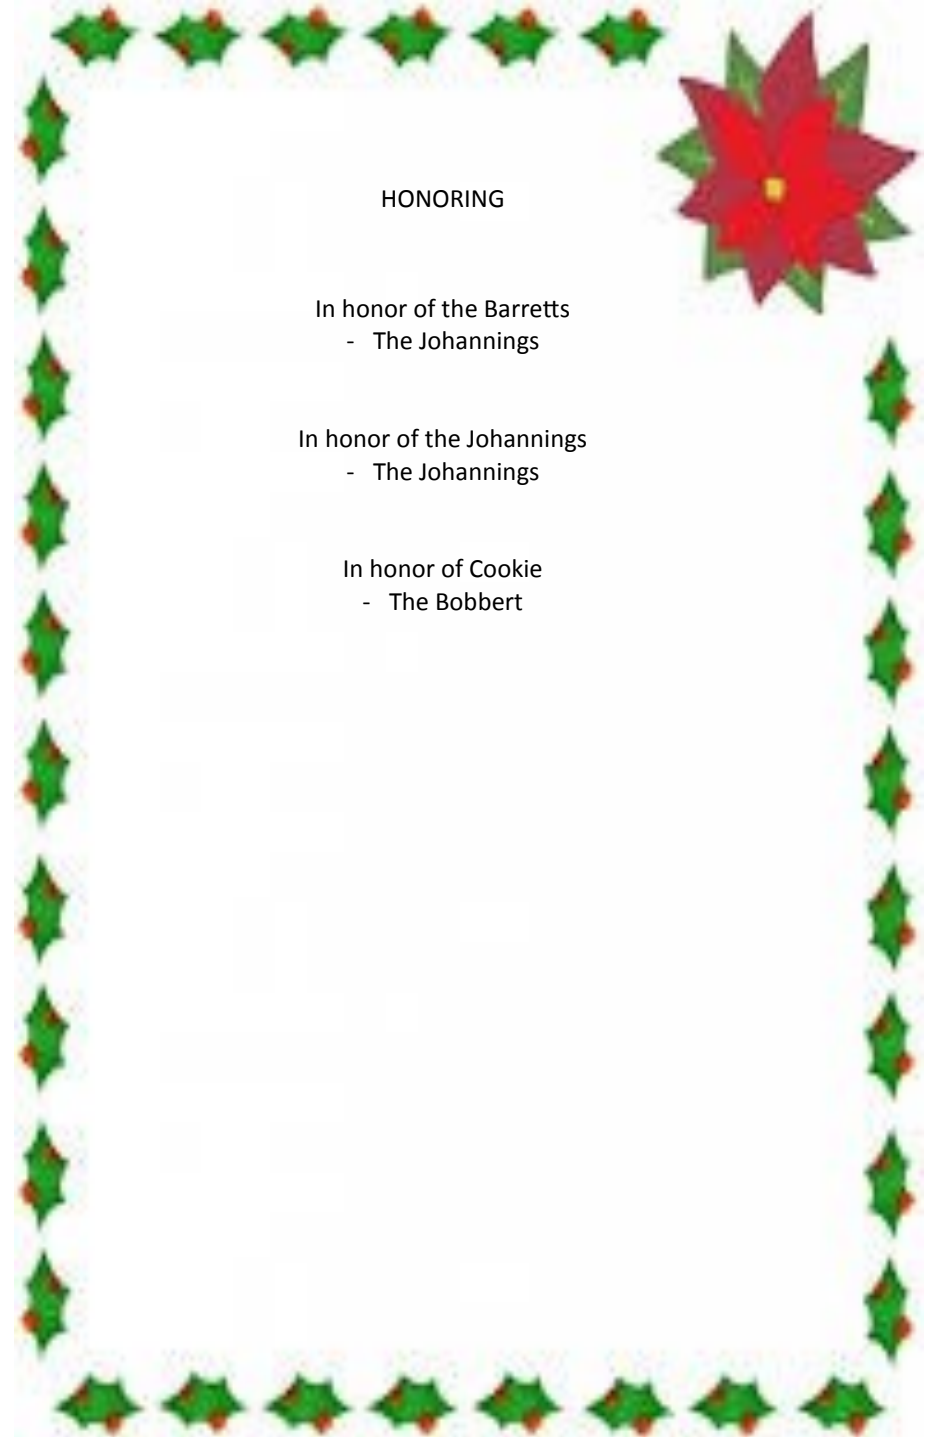 HONORING
In honor of the Barretts
- The Johannings
In honor of the Johannings
- The Johannings
In honor of Cookie
- The Bobbert